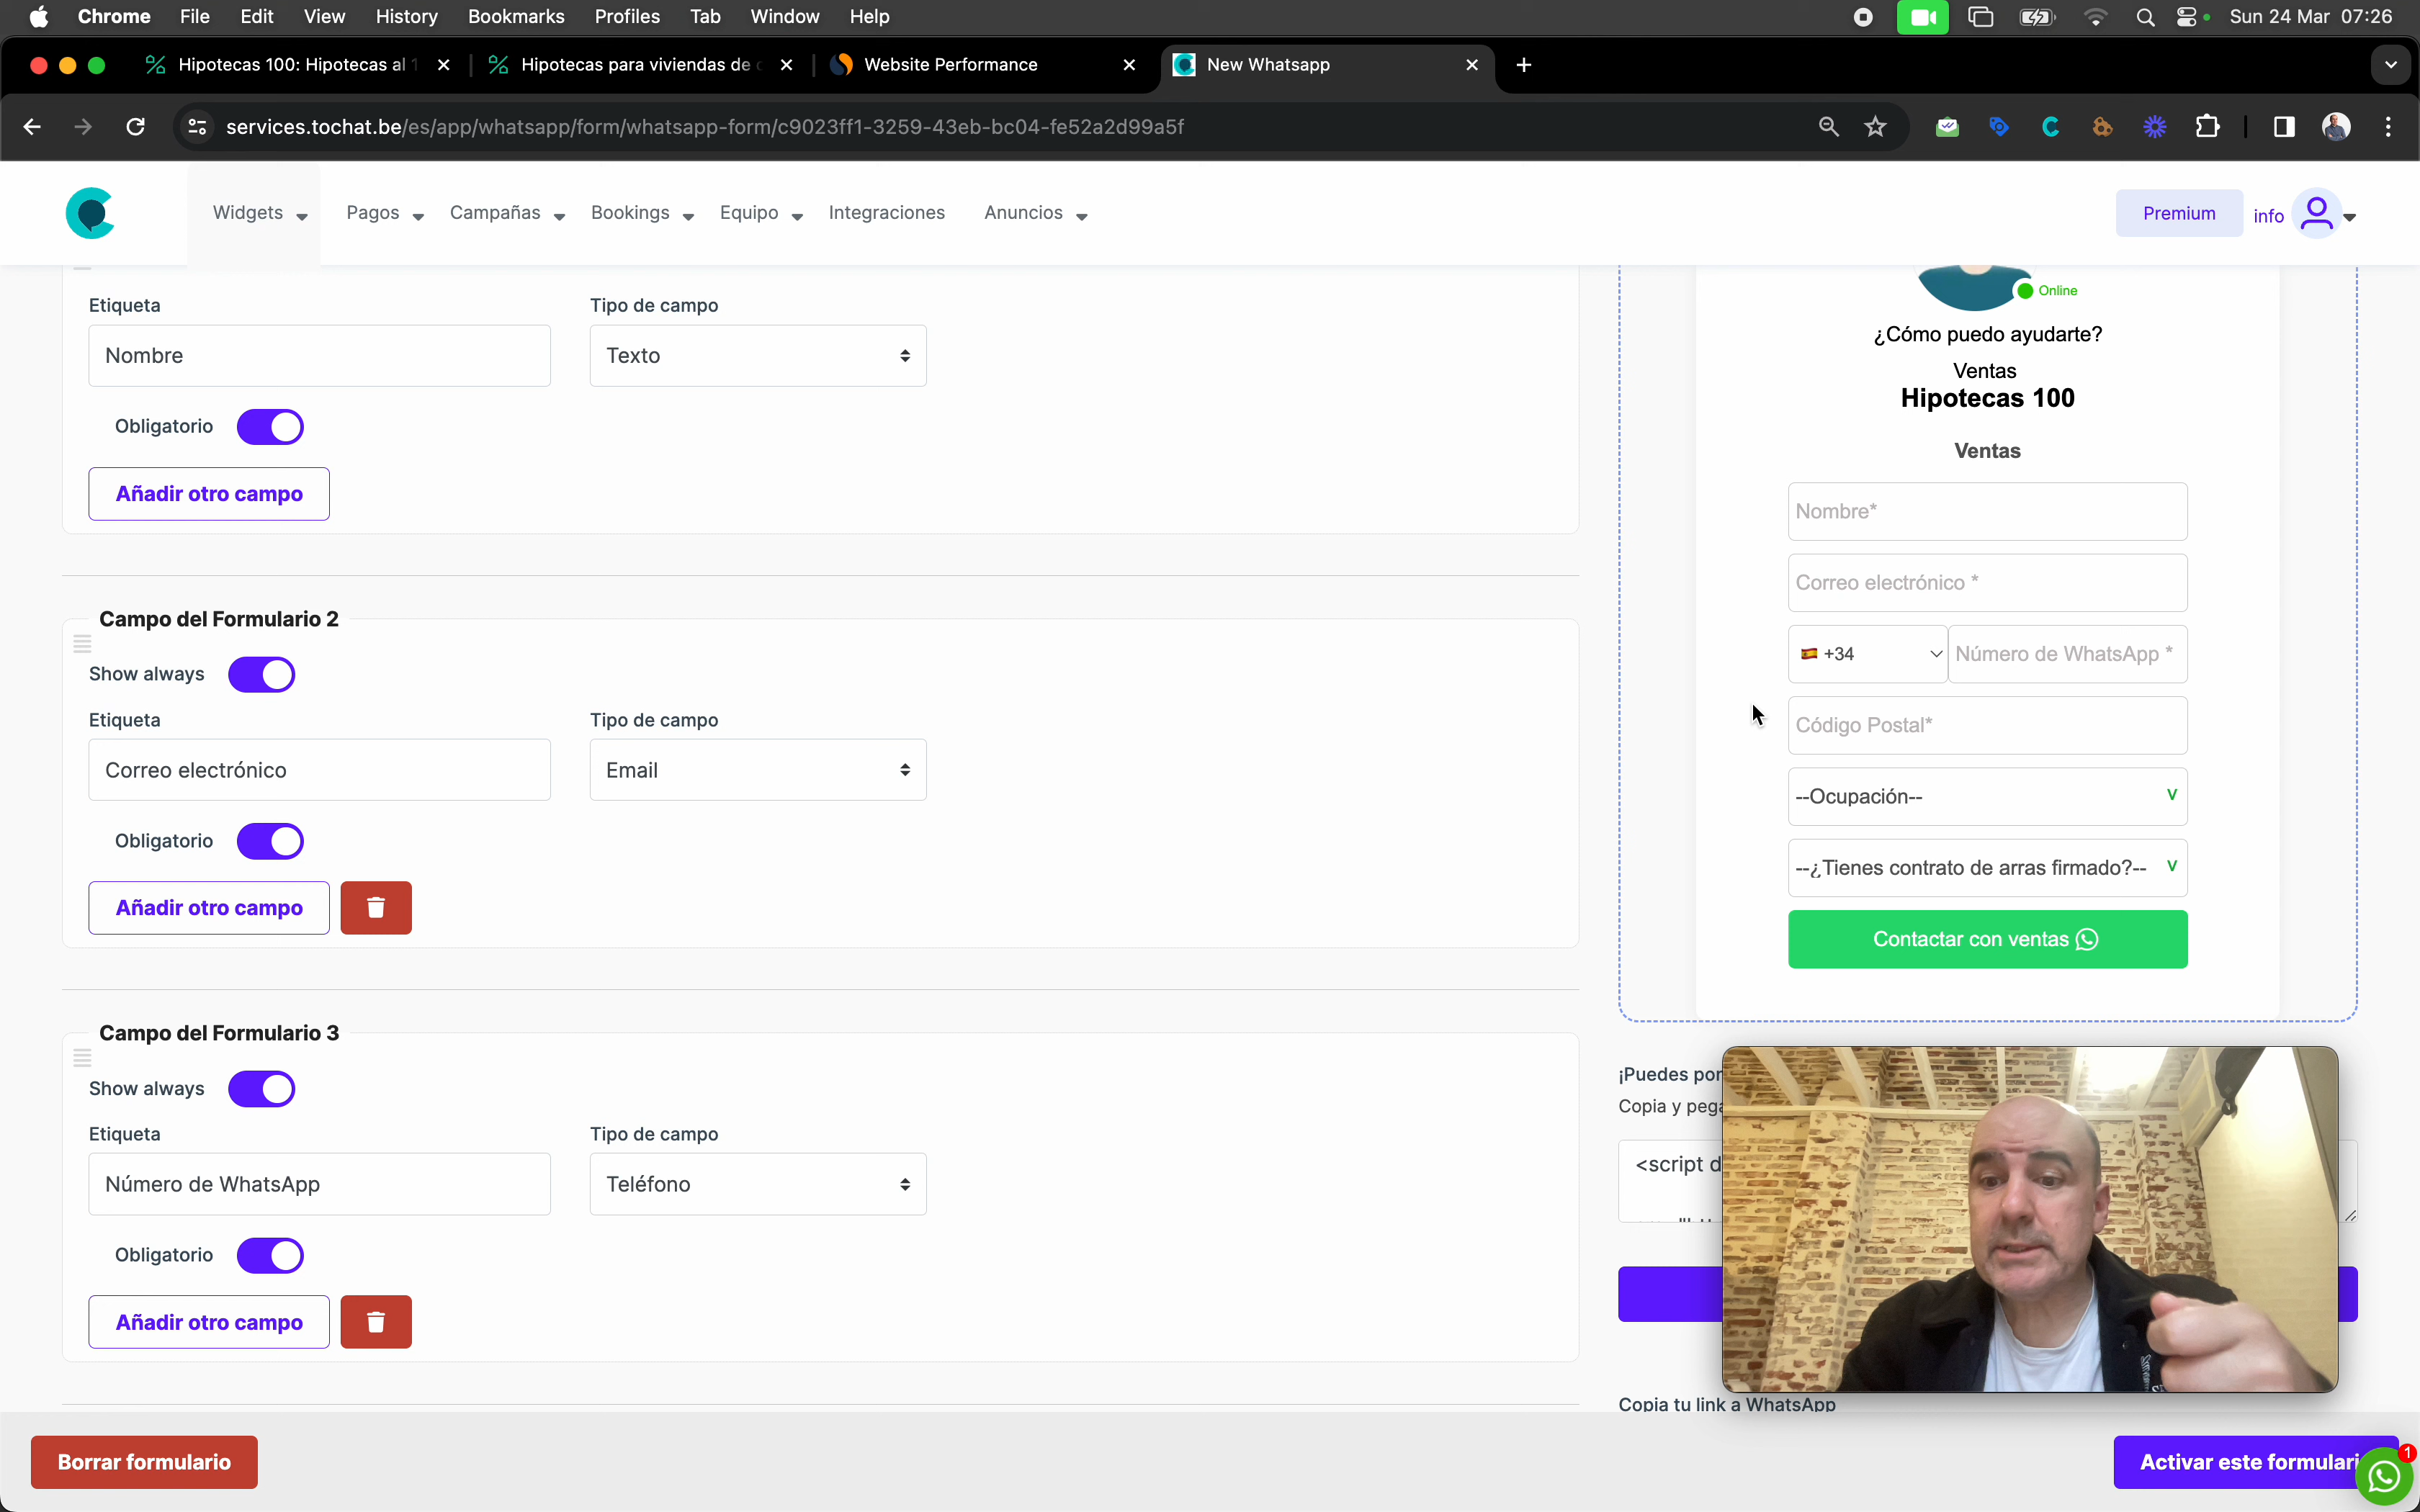 Chrome File Edit View History Bookmarks Profiles Tab Window Help Sun 24 Mar 07:26
Hipotecas 100: Hipotecas al 1 Hipotecas para viviendas de Website Performance New Whatsapp
services.tochat.be/es/app/whatsapp/form/whatsapp-form/c9023ff1-3259-43eb-bc04-fe52a2d99a5f
Widgets Pagos Campañas Bookings Equipo Integraciones Anuncios Premium info
Etiqueta Tipo de campo
Nombre Texto
Obligatorio
Añadir otro campo
Campo del Formulario 2
Show always
Etiqueta Tipo de campo
Correo electrónico Email
Obligatorio
Añadir otro campo
Campo del Formulario 3
Show always
Etiqueta Tipo de campo
Número de WhatsApp Teléfono
Obligatorio
Añadir otro campo
Online
¿Cómo puedo ayudarte?
Ventas
Hipotecas 100
Ventas
Nombre*
Correo electrónico *
+34 Número de WhatsApp *
Código Postal*
--Ocupación-- V
--¿Tienes contrato de arras firmado?-- V
Contactar con ventas
¡Puedes por
Copia y pega
<script d
Copia tu link a WhatsApp
Borrar formulario Activar este formulari
1